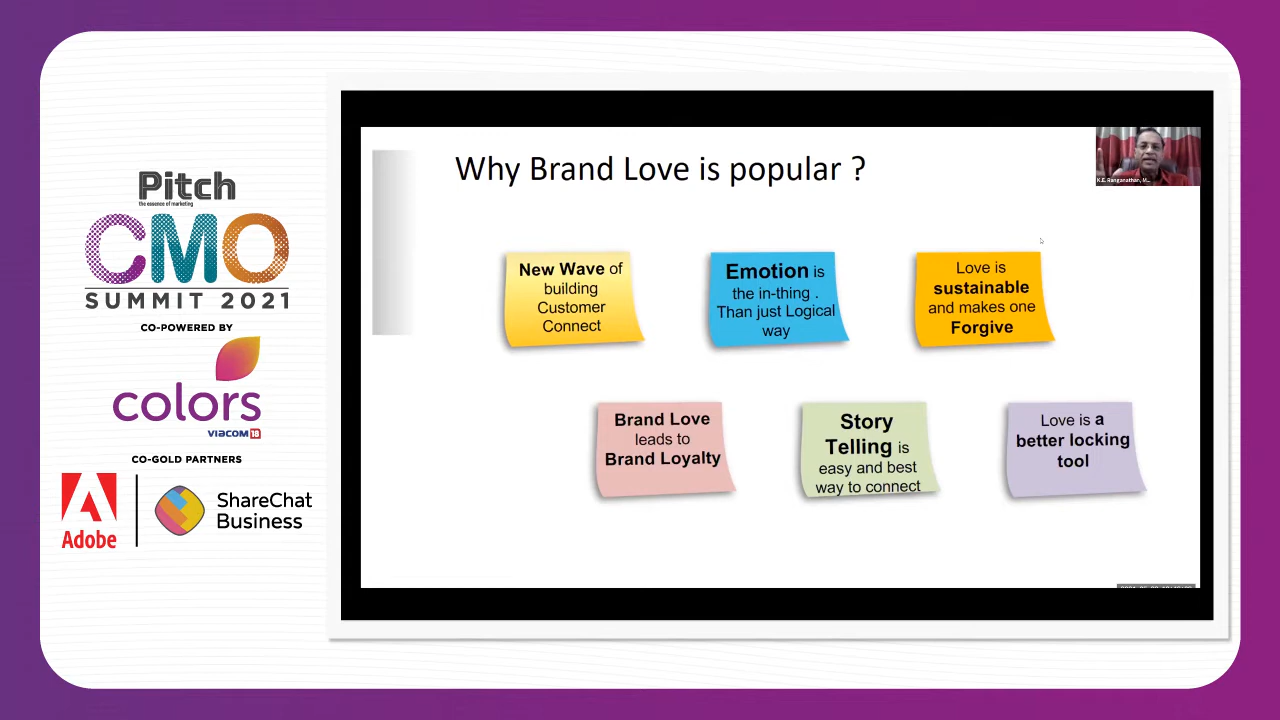 Pitch
the essence of marketing
CMO
SUMMIT 2021
CO-POWERED BY
colors
VIACOM18
CO-GOLD PARTNERS
Adobe
ShareChat
Business
Why Brand Love is popular ?
K.E. Ranganathan, M...
New Wave of
building
Customer
Connect
Emotion is
the in-thing .
Than just Logical
way
Love is
sustainable
and makes one
Forgive
Brand Love
leads to
Brand Loyalty
Story
Telling is
easy and best
way to connect
Love is a
better locking
tool